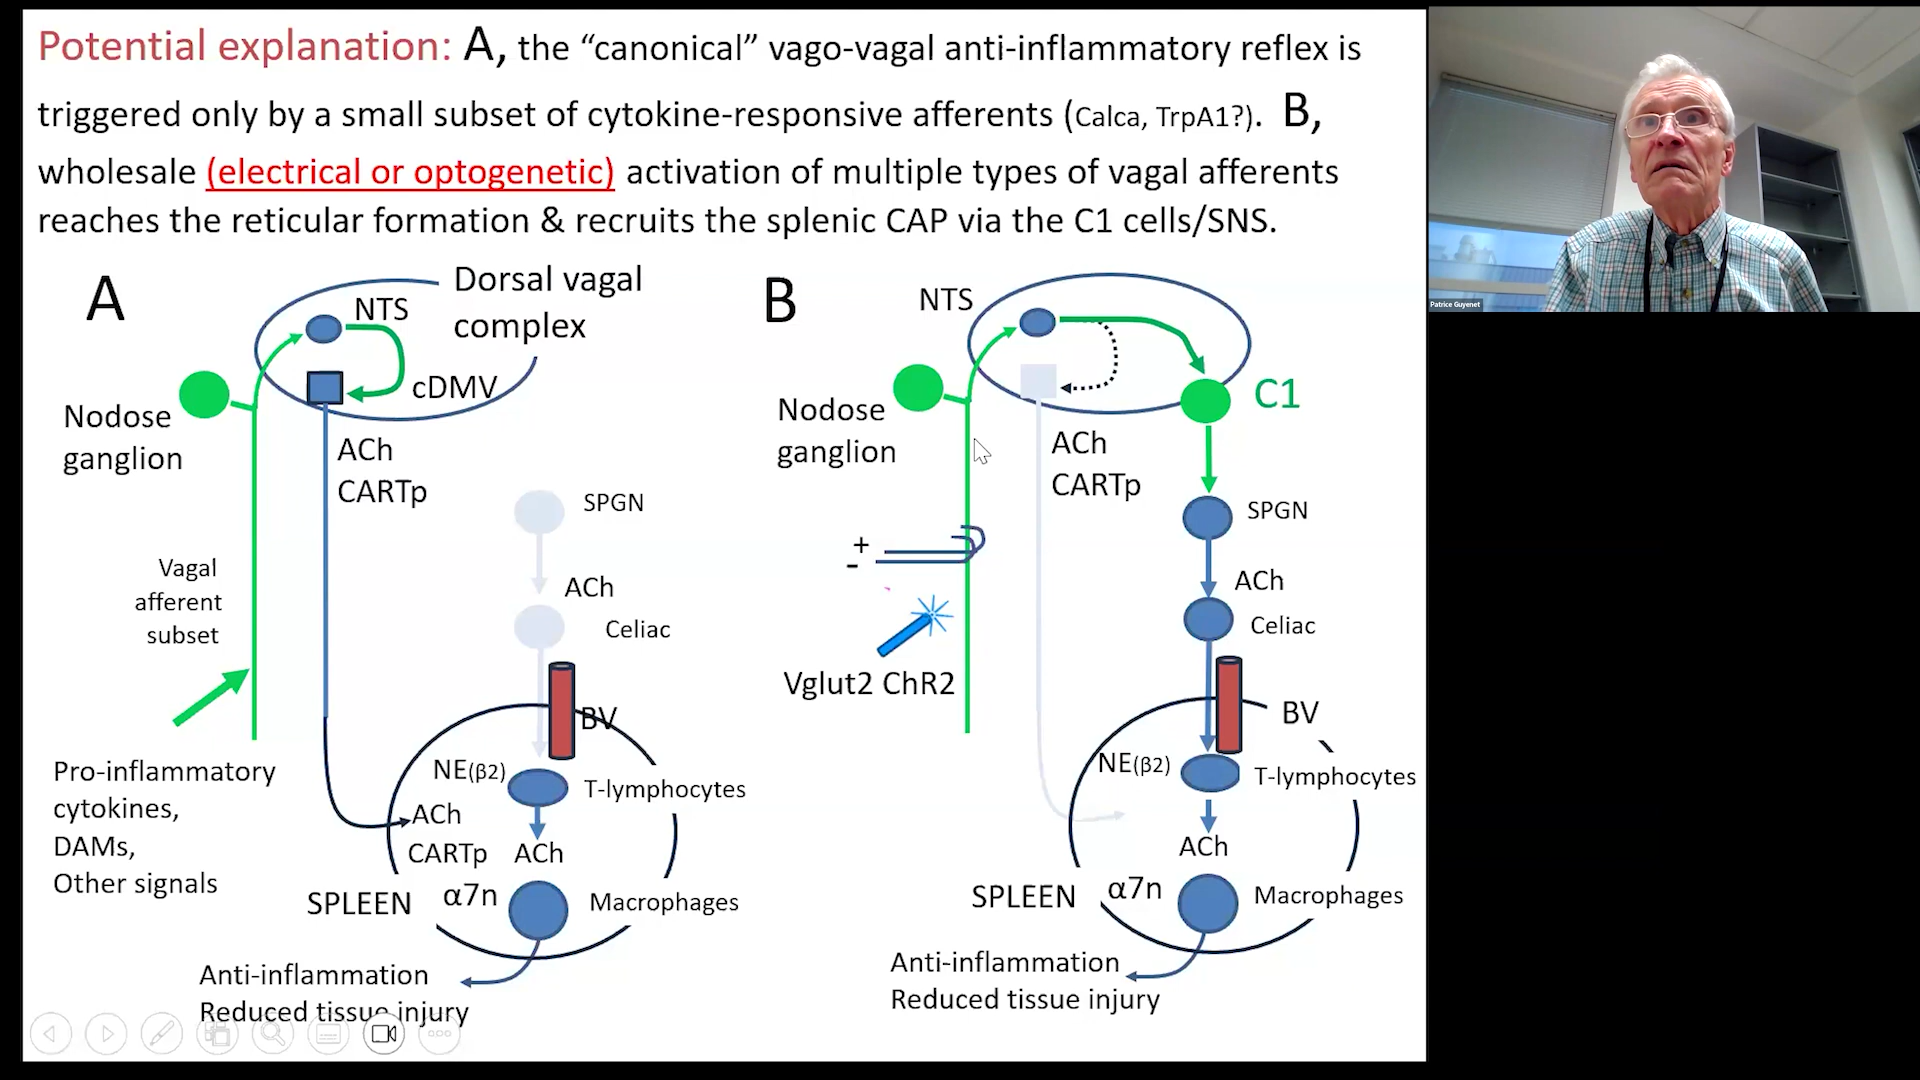 Potential explanation: A, the “canonical” vago-vagal anti-inflammatory reflex is
triggered only by a small subset of cytokine-responsive afferents (Calca, TrpA1?). B,
wholesale (electrical or optogenetic) activation of multiple types of vagal afferents
reaches the reticular formation & recruits the splenic CAP via the C1 cells/SNS.
A
NTS
Dorsal vagal
complex
cDMV
Nodose
ganglion
ACh
CARTp
SPGN
Vagal
afferent
subset
ACh
Celiac
BV
Pro-inflammatory
cytokines,
DAMs,
Other signals
NE(β2)
T-lymphocytes
ACh
CARTp
ACh
SPLEEN
α7n
Macrophages
Anti-inflammation
Reduced tissue injury
B
NTS
C1
Nodose
ganglion
ACh
CARTp
SPGN
+
-
ACh
Celiac
Vglut2 ChR2
BV
NE(β2)
T-lymphocytes
ACh
SPLEEN
α7n
Macrophages
Anti-inflammation
Reduced tissue injury
Patrice Guyenet